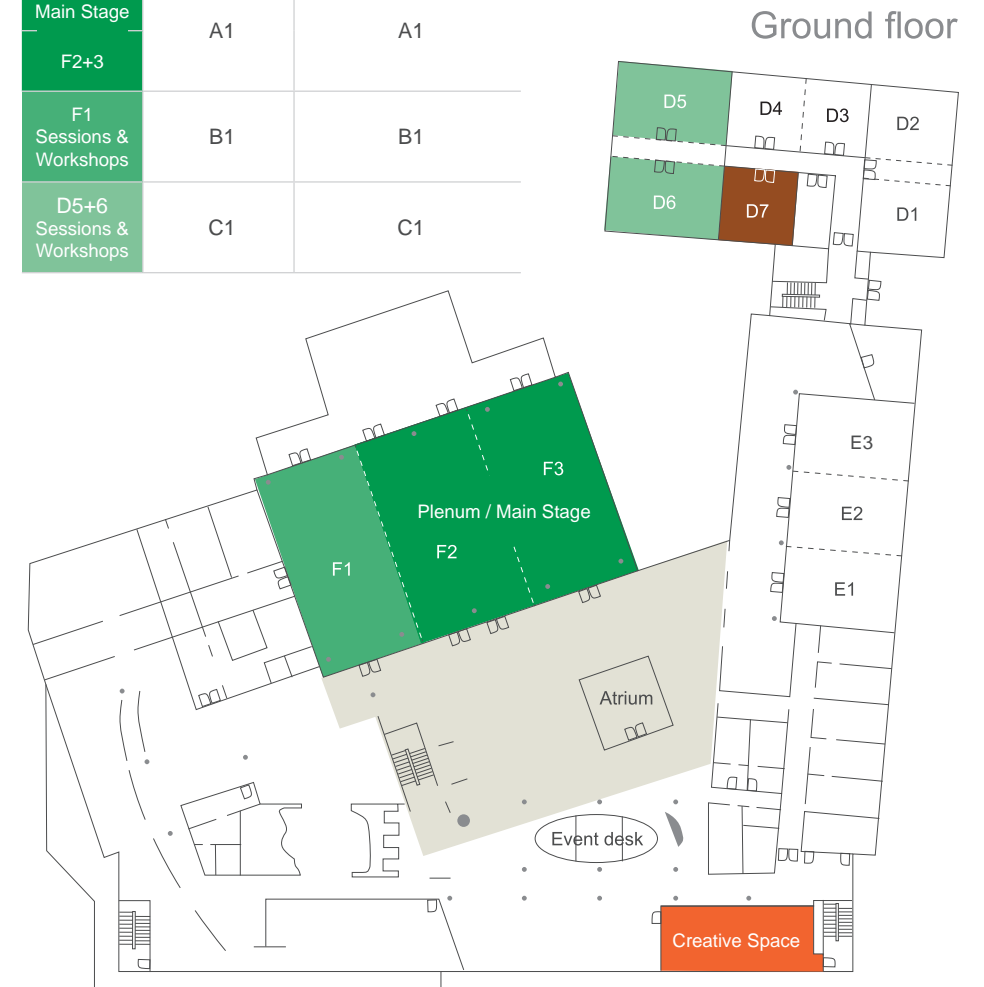 Main Stage
F2+3
A1
A1
F1
Sessions &
Workshops
B1
B1
D5+6
Sessions &
Workshops
C1
C1
Ground floor
D5
D4
D3
D2
D6
D7
D1
E3
E2
E1
F3
Plenum / Main Stage
F2
F1
Atrium
Event desk
Creative Space